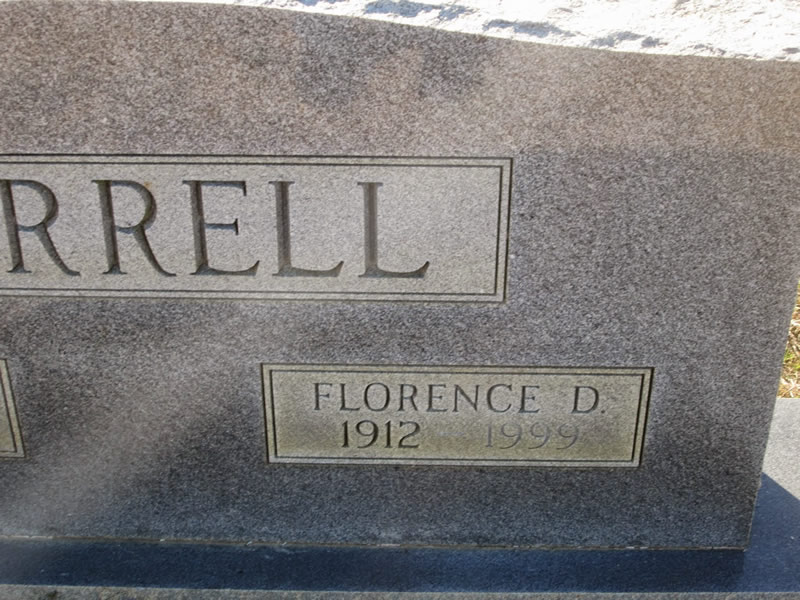 RRELL
FLORENCE D.
1912 - 1999